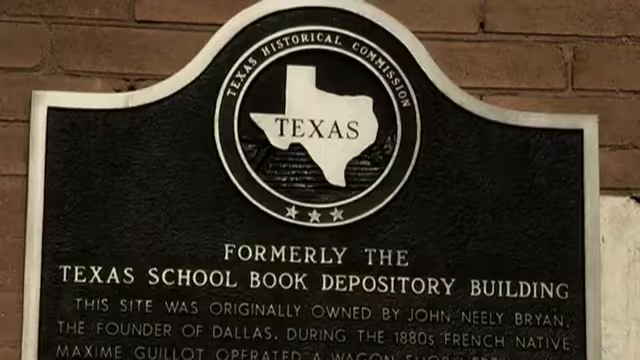 TEXAS HISTORICAL COMMISSION
TEXAS
FORMERLY THE
TEXAS SCHOOL BOOK DEPOSITORY BUILDING
THIS SITE WAS ORIGINALLY OWNED BY JOHN NEELY BRYAN,
THE FOUNDER OF DALLAS. DURING THE 1880s FRENCH NATIVE
MAXIME GUILLOT OPERATED A WAGON